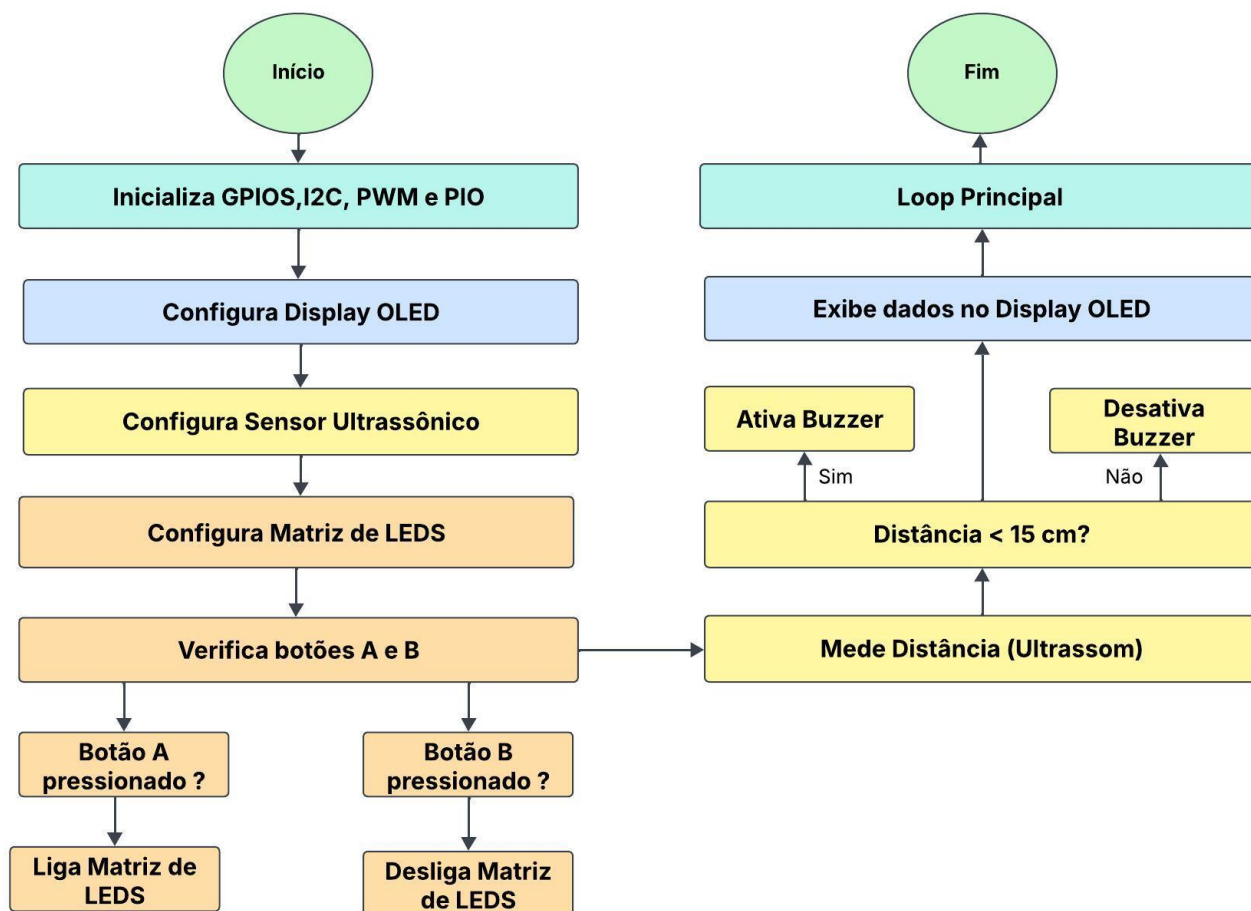 Início
Inicializa GPIOS,I2C, PWM e PIO
Configura Display OLED
Configura Sensor Ultrassônico
Configura Matriz de LEDS
Verifica botões A e B
Botão A
pressionado ?
Liga Matriz de
LEDS
Botão B
pressionado ?
Desliga Matriz
de LEDS
Mede Distância (Ultrassom)
Distância < 15 cm?
Sim
Ativa Buzzer
Não
Desativa
Buzzer
Exibe dados no Display OLED
Loop Principal
Fim